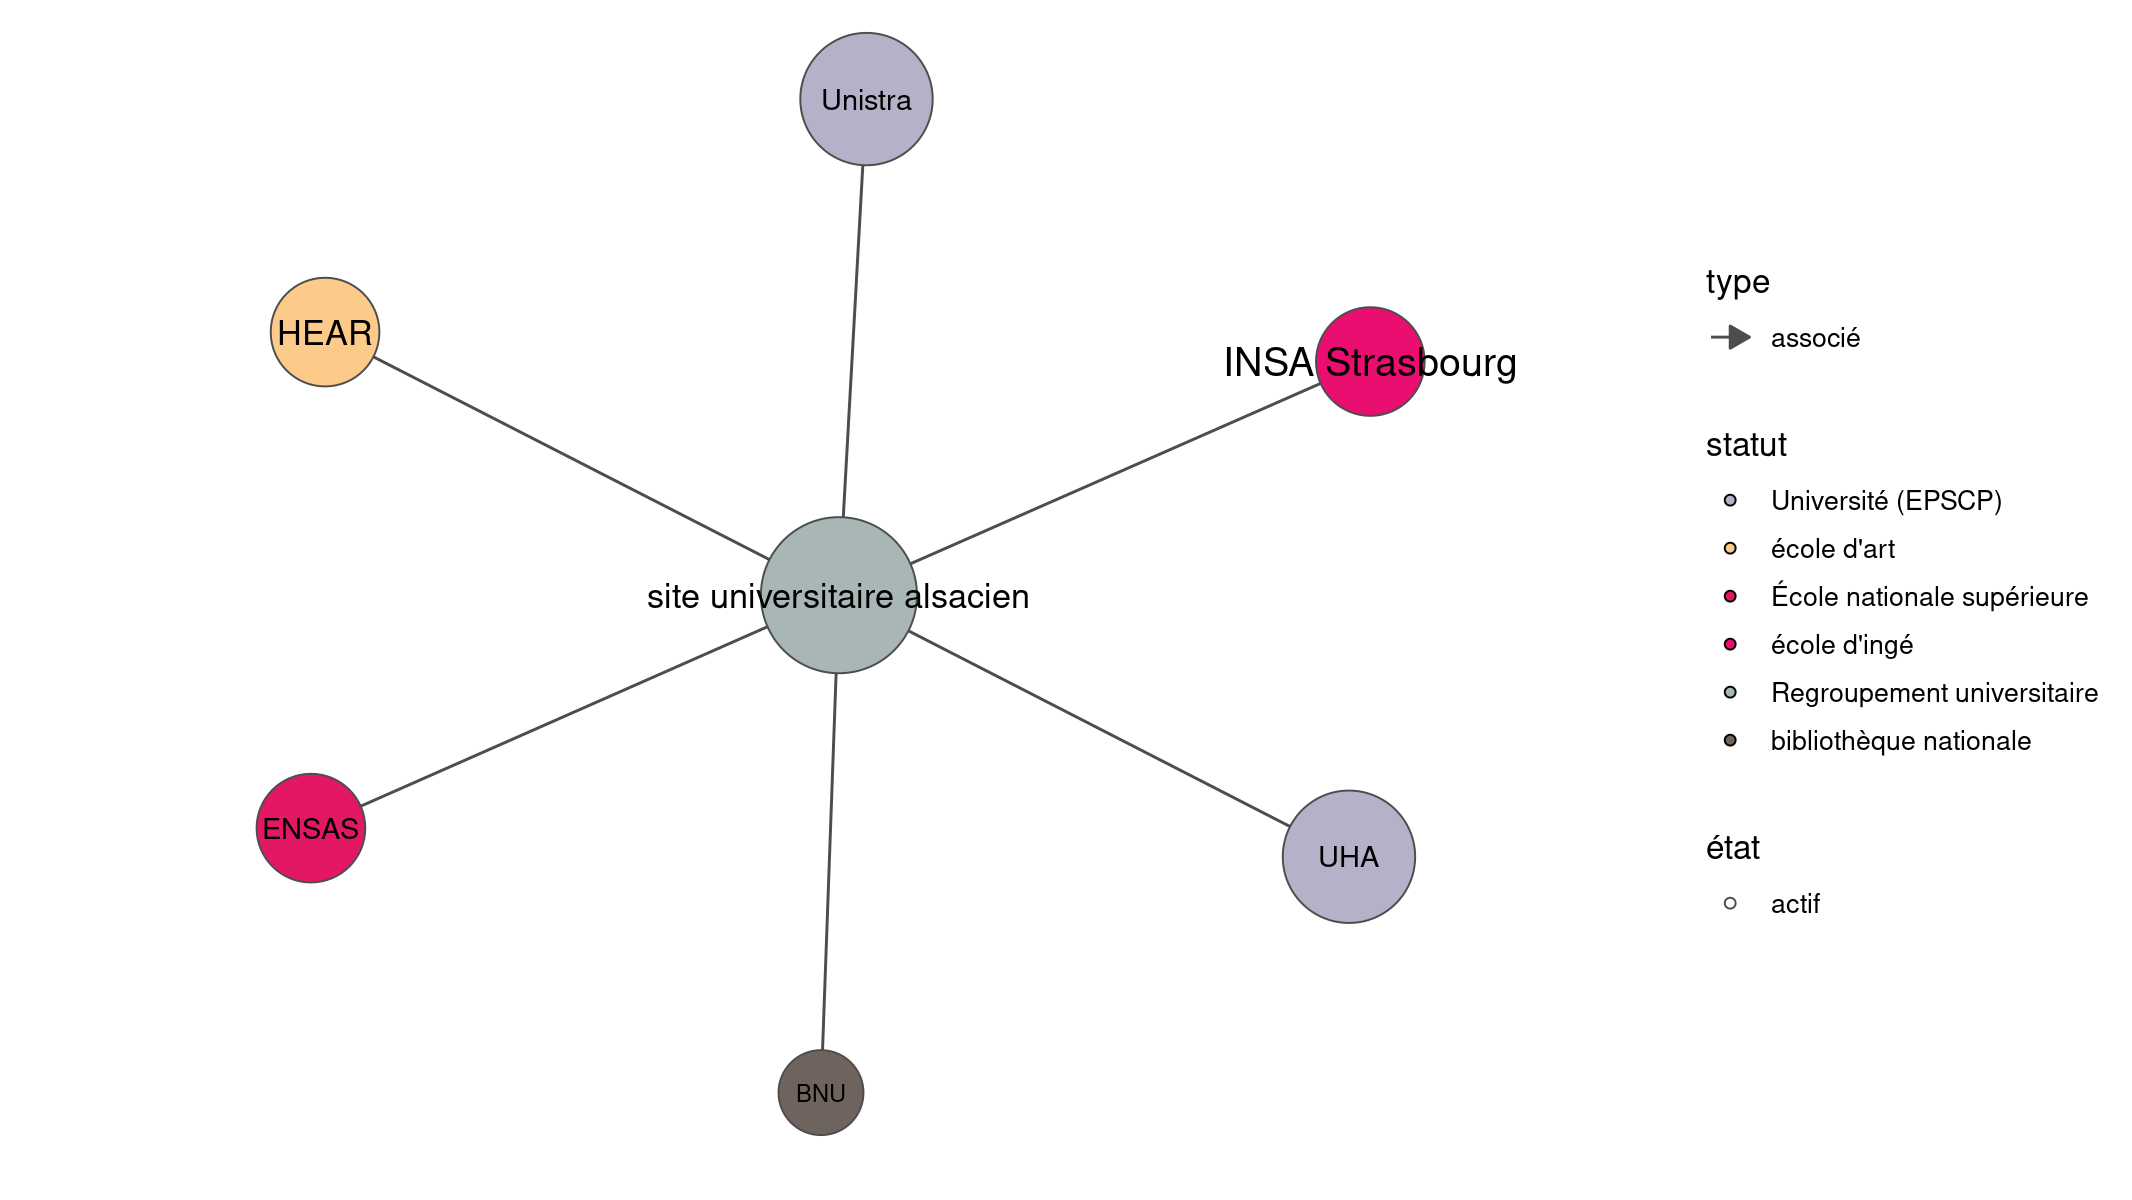 Unistra
HEAR
INSA Strasbourg
site universitaire alsacien
ENSAS
UHA
BNU
type
associé
statut
Université (EPSCP)
école d'art
École nationale supérieure
école d'ingé
Regroupement universitaire
bibliothèque nationale
état
actif